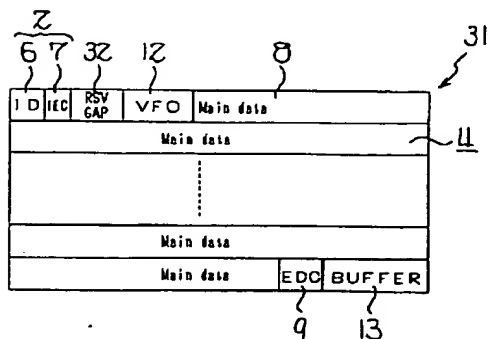 2
6 7 32 12 8 31
ID IEC RSV GAP VFO Main data
Main data 11
Main data
Main data EDC BUFFER
9 13